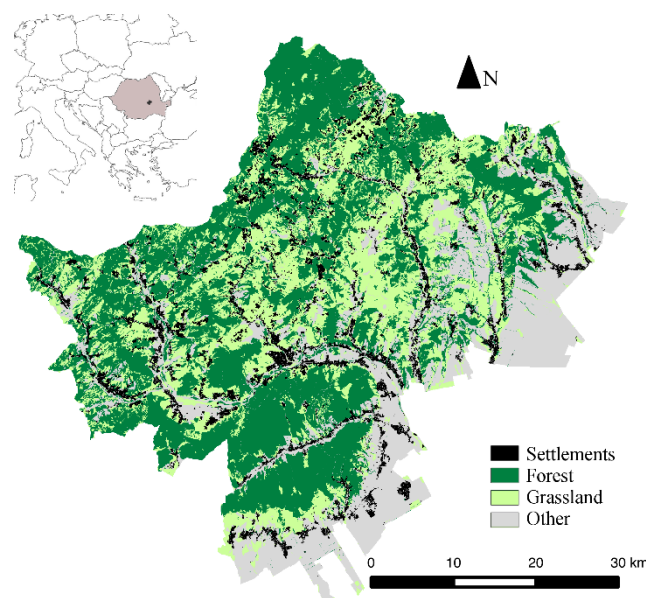 N
Settlements
Forest
Grassland
Other
0 10 20 30 km